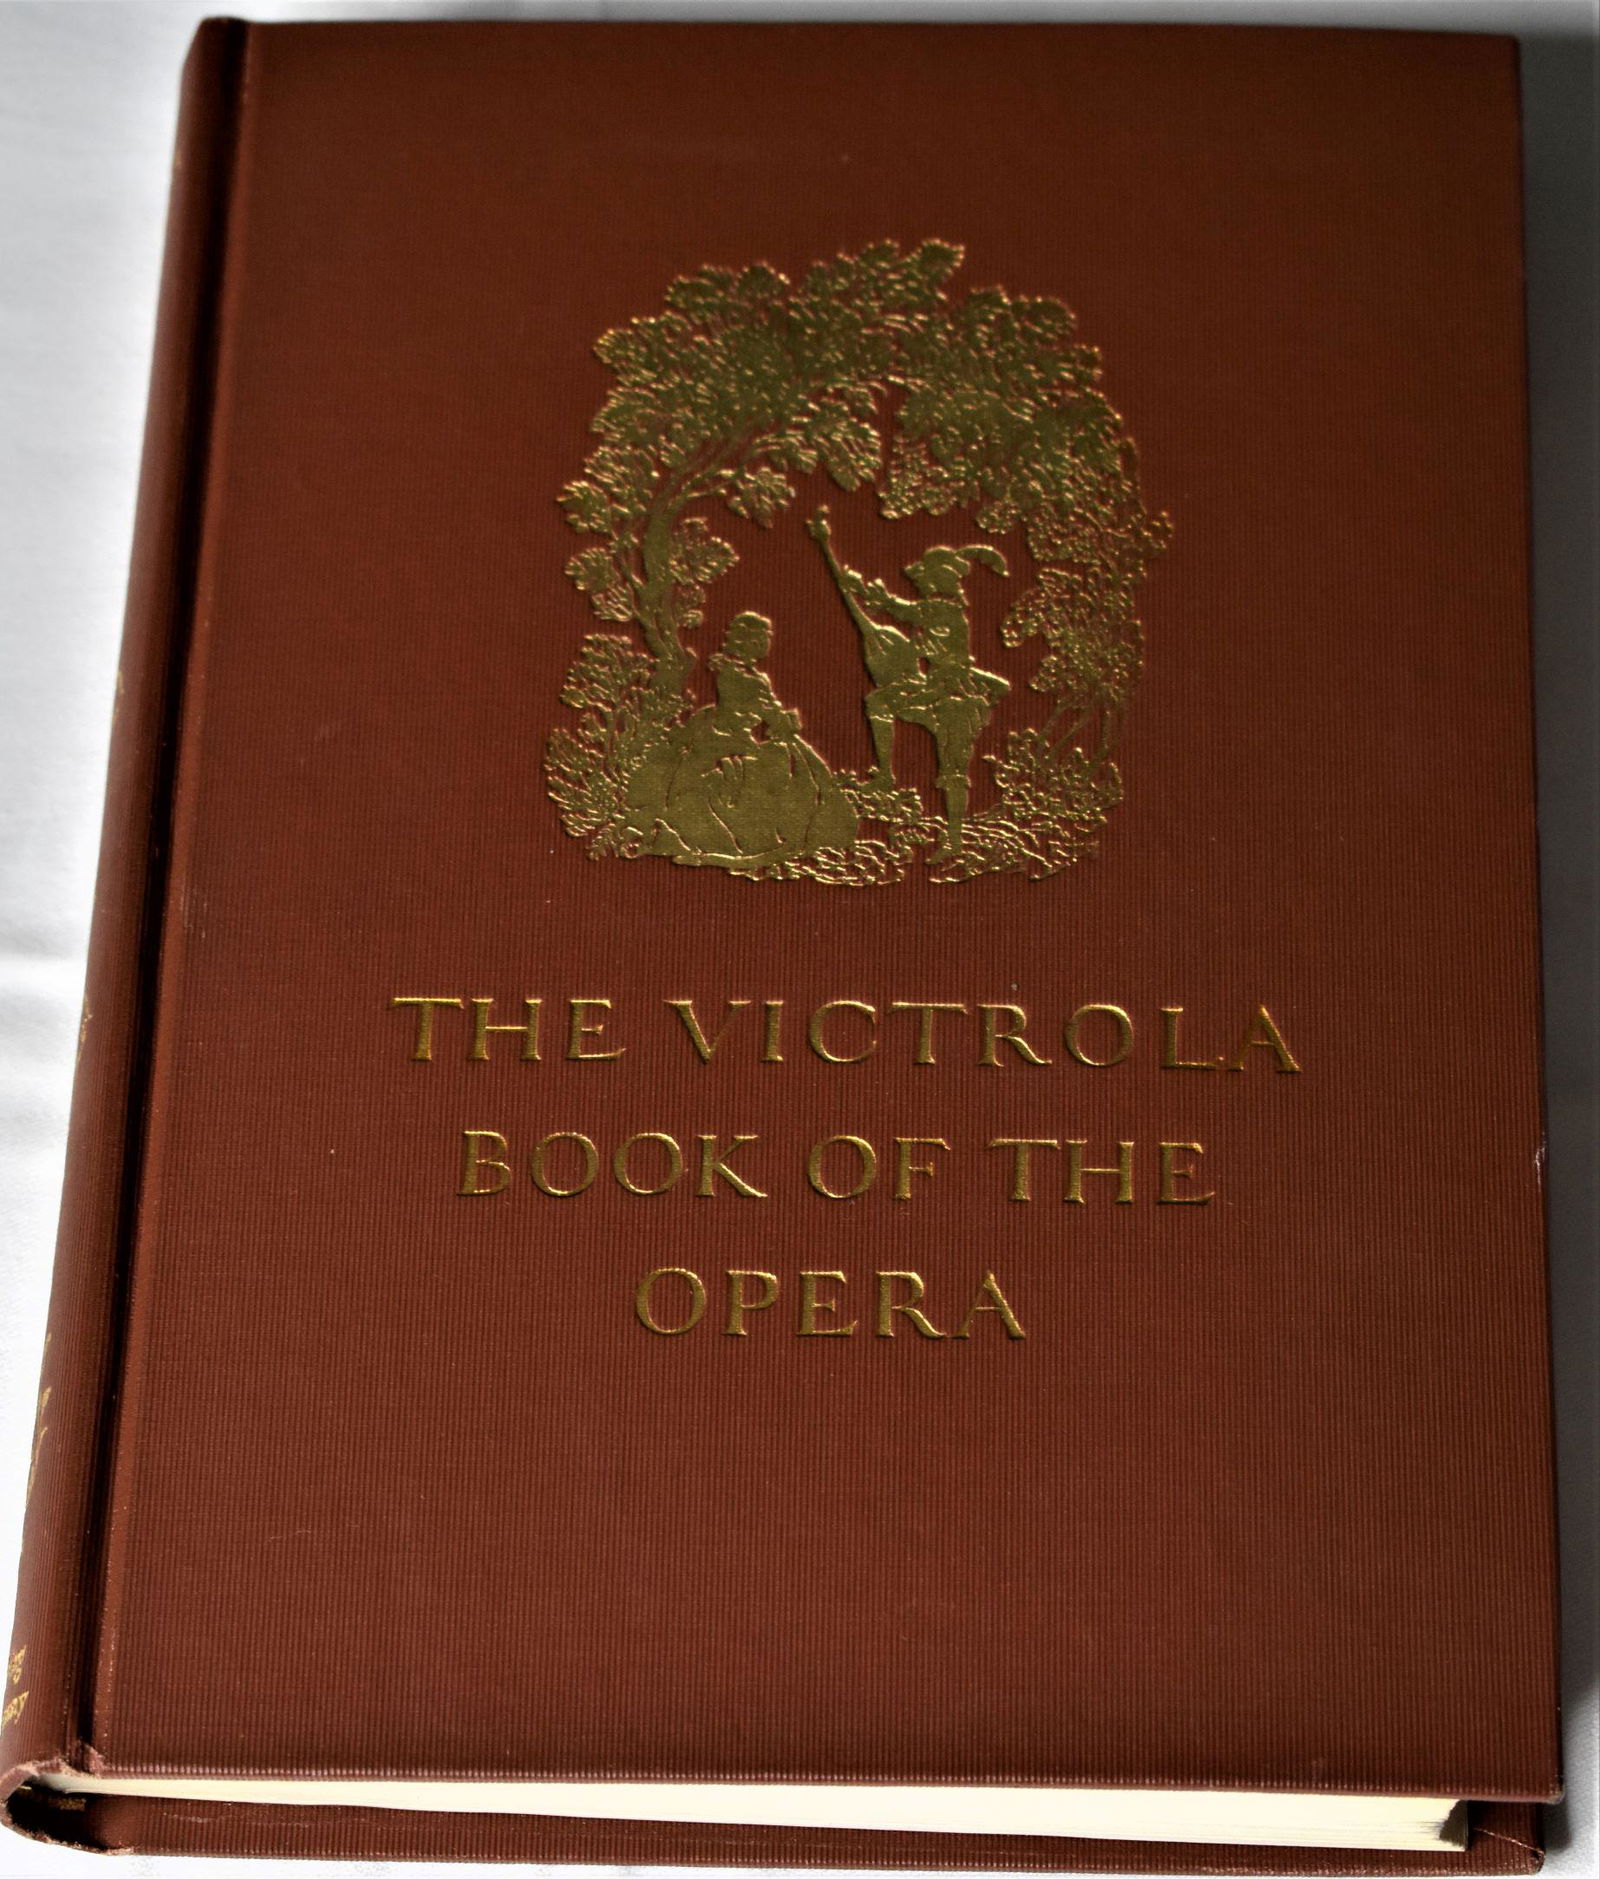 THE VICTROLA
BOOK OF THE
OPERA